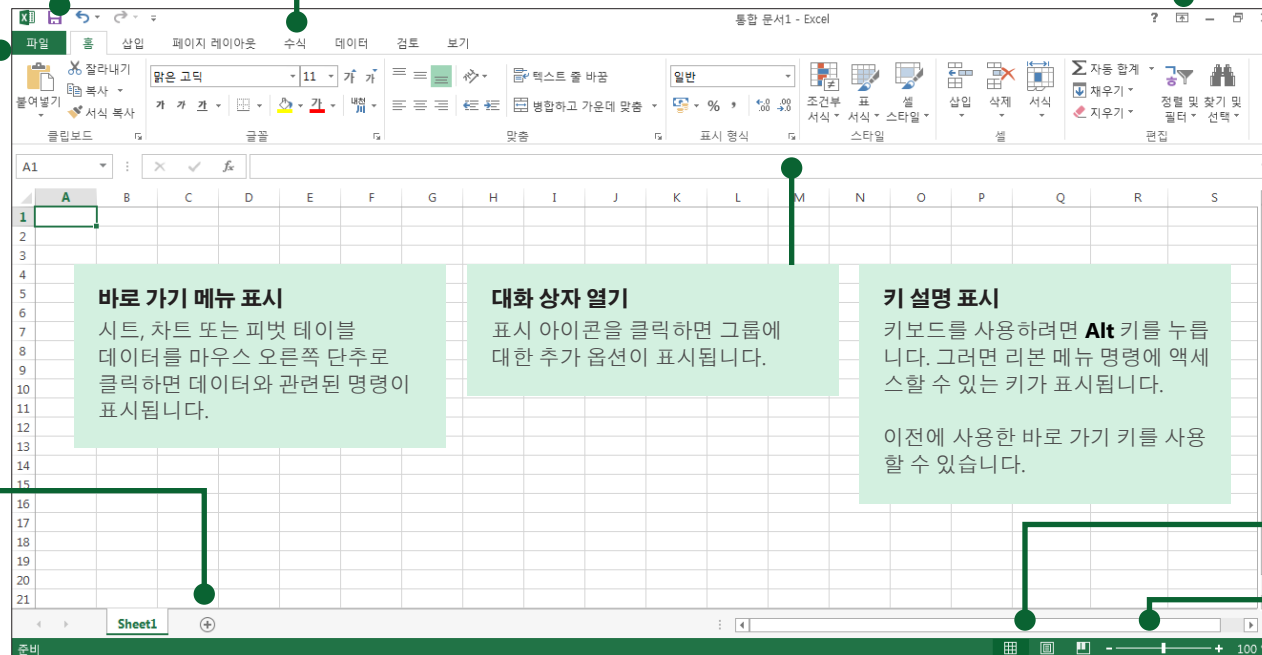 통합 문서1 - Excel
?
파일 홈 삽입 페이지 레이아웃 수식 데이터 검토 보기
붙여넣기
잘라내기
복사
서식 복사
클립보드
맑은 고딕 11 가 가
가 가 가 가 내천
글꼴
텍스트 줄 바꿈
병합하고 가운데 맞춤
맞춤
일반
% , .0 .00 .00 .0
표시 형식
조건부 서식
표 서식
셀 스타일
스타일
삽입 삭제 서식
셀
자동 합계
채우기
지우기
정렬 및 필터
찾기 및 선택
편집
A1 fx
A B C D E F G H I J K L M N O P Q R S
1
2
3
4
5
6
7
8
9
10
11
12
13
14
15
16
17
18
19
20
21
바로 가기 메뉴 표시
시트, 차트 또는 피벗 테이블
데이터를 마우스 오른쪽 단추로
클릭하면 데이터와 관련된 명령이
표시됩니다.
대화 상자 열기
표시 아이콘을 클릭하면 그룹에
대한 추가 옵션이 표시됩니다.
키 설명 표시
키보드를 사용하려면 Alt 키를 누릅
니다. 그러면 리본 메뉴 명령에 액세
스할 수 있는 키가 표시됩니다.
이전에 사용한 바로 가기 키를 사용
할 수 있습니다.
Sheet1
준비
100